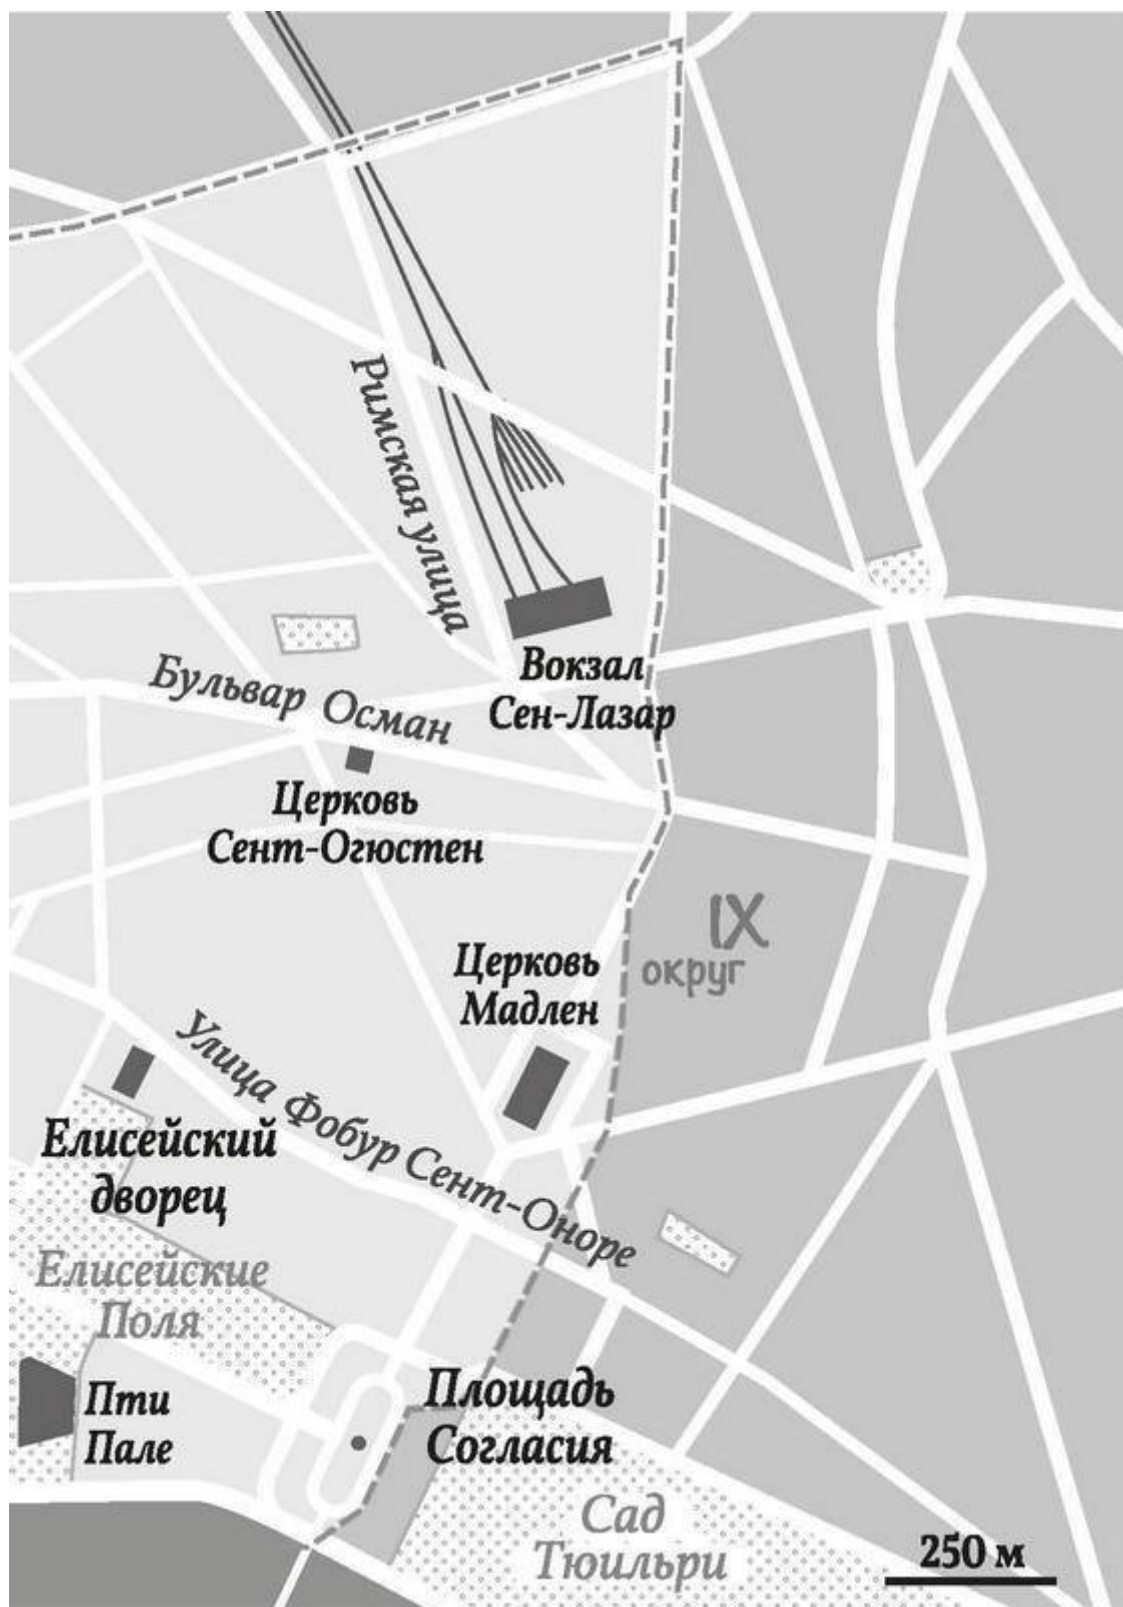 Римская улица
Вокзал
Сен-Лазар
Бульвар Осман
Церковь
Сент-Огюстен
IX
округ
Церковь
Мадлен
Улица Фобур Сент-Оноре
Елисейский
дворец
Елисейские
Поля
Пти
Пале
Площадь
Согласия
Сад
Тюильри
250 м